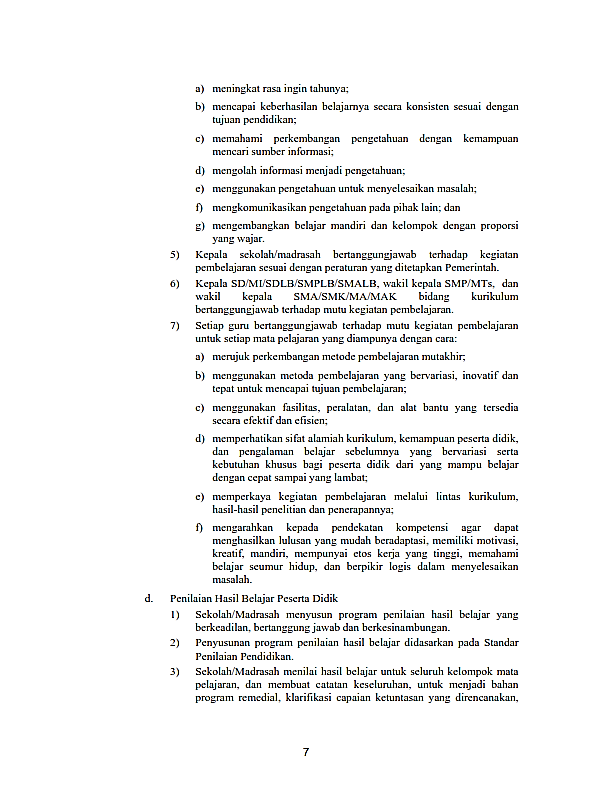 a) meningkat rasa ingin tahunya;
b) mencapai keberhasilan belajarnya secara konsisten sesuai dengan
tujuan pendidikan;
c) memahami perkembangan pengetahuan dengan kemampuan
mencari sumber informasi;
d) mengolah informasi menjadi pengetahuan;
e) menggunakan pengetahuan untuk menyelesaikan masalah;
f) mengkomunikasikan pengetahuan pada pihak lain; dan
g) mengembangkan belajar mandiri dan kelompok dengan proporsi
yang wajar.
5) Kepala sekolah/madrasah bertanggungjawab terhadap kegiatan
pembelajaran sesuai dengan peraturan yang ditetapkan Pemerintah.
6) Kepala SD/MI/SDLB/SMPLB/SMALB, wakil kepala SMP/MTs, dan
wakil kepala SMA/SMK/MA/MAK bidang kurikulum
bertanggungjawab terhadap mutu kegiatan pembelajaran.
7) Setiap guru bertanggungjawab terhadap mutu kegiatan pembelajaran
untuk setiap mata pelajaran yang diampunya dengan cara:
a) merujuk perkembangan metode pembelajaran mutakhir;
b) menggunakan metoda pembelajaran yang bervariasi, inovatif dan
tepat untuk mencapai tujuan pembelajaran;
c) menggunakan fasilitas, peralatan, dan alat bantu yang tersedia
secara efektif dan efisien;
d) memperhatikan sifat alamiah kurikulum, kemampuan peserta didik,
dan pengalaman belajar sebelumnya yang bervariasi serta
kebutuhan khusus bagi peserta didik dari yang mampu belajar
dengan cepat sampai yang lambat;
e) memperkaya kegiatan pembelajaran melalui lintas kurikulum,
hasil-hasil penelitian dan penerapannya;
f) mengarahkan kepada pendekatan kompetensi agar dapat
menghasilkan lulusan yang mudah beradaptasi, memiliki motivasi,
kreatif, mandiri, mempunyai etos kerja yang tinggi, memahami
belajar seumur hidup, dan berpikir logis dalam menyelesaikan
masalah.
d. Penilaian Hasil Belajar Peserta Didik
1) Sekolah/Madrasah menyusun program penilaian hasil belajar yang
berkeadilan, bertanggung jawab dan berkesinambungan.
2) Penyusunan program penilaian hasil belajar didasarkan pada Standar
Penilaian Pendidikan.
3) Sekolah/Madrasah menilai hasil belajar untuk seluruh kelompok mata
pelajaran, dan membuat catatan keseluruhan, untuk menjadi bahan
program remedial, klarifikasi capaian ketuntasan yang direncanakan,
7